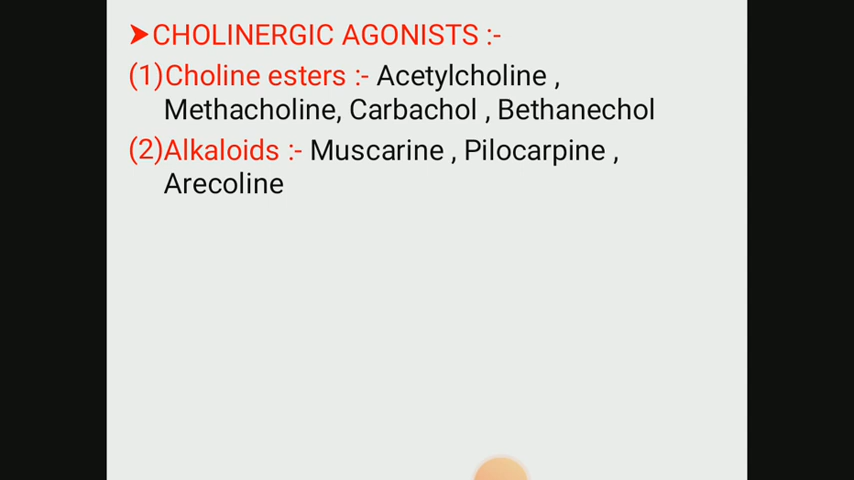 ➤CHOLINERGIC AGONISTS :-
(1)Choline esters :- Acetylcholine ,
Methacholine, Carbachol , Bethanechol
(2)Alkaloids :- Muscarine , Pilocarpine ,
Arecoline